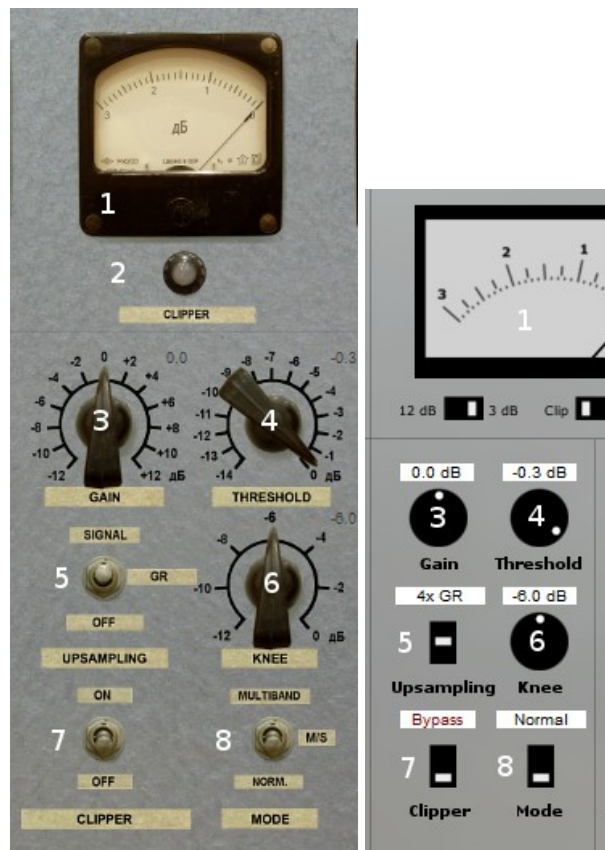 3 2 1 0
дБ
1
2
CLIPPER
-12 -10 -8 -6 -4 -2 0 +2 +4 +6 +8 +10 +12 дБ
0.0
3
GAIN
-14 -13 -12 -11 -10 -9 -8 -7 -6 -5 -4 -3 -2 -1 0 дБ
-0.3
4
THRESHOLD
SIGNAL
5
GR
OFF
UPSAMPLING
-12 -10 -8 -6 -4 -2 0 дБ
-6.0
6
KNEE
ON
7
OFF
CLIPPER
MULTIBAND
8
M/S
NORM.
MODE
3 2 1
1
12 dB 3 dB Clip
0.0 dB -0.3 dB
3 4
Gain Threshold
4x GR -6.0 dB
5 6
Upsampling Knee
Bypass Normal
7 8
Clipper Mode